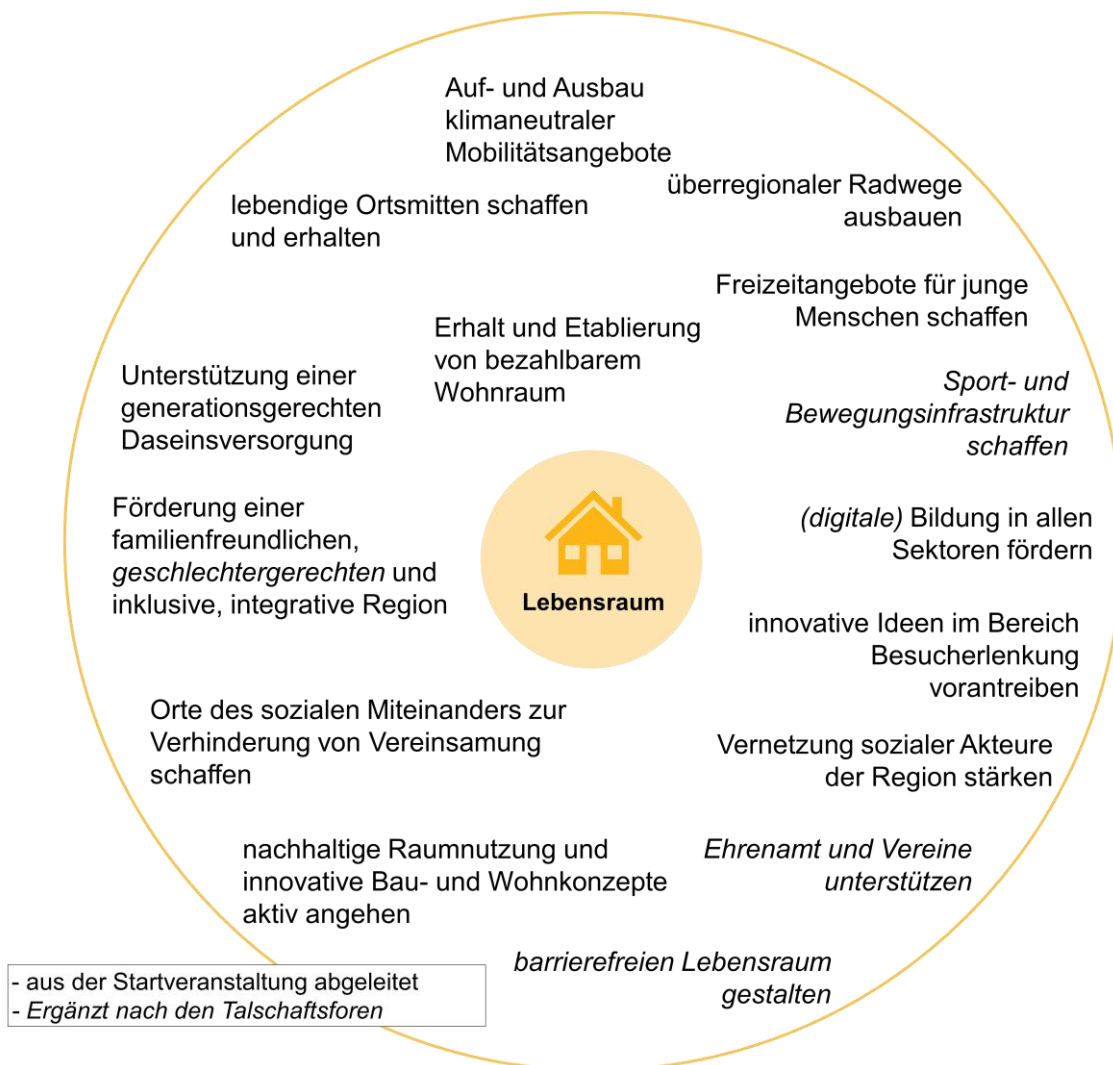 Auf- und Ausbau
klimaneutraler
Mobilitätsangebote
überregionaler Radwege
ausbauen
lebendige Ortsmitten schaffen
und erhalten
Freizeitangebote für junge
Menschen schaffen
Erhalt und Etablierung
von bezahlbarem
Wohnraum
Unterstützung einer
generationsgerechten
Daseinsversorgung
Sport- und
Bewegungsinfrastruktur
schaffen
Förderung einer
familienfreundlichen,
geschlechtergerechten und
inklusive, integrative Region
(digitale) Bildung in allen
Sektoren fördern
Lebensraum
innovative Ideen im Bereich
Besucherlenkung
vorantreiben
Orte des sozialen Miteinanders zur
Verhinderung von Vereinsamung
schaffen
Vernetzung sozialer Akteure
der Region stärken
nachhaltige Raumnutzung und
innovative Bau- und Wohnkonzepte
aktiv angehen
Ehrenamt und Vereine
unterstützen
barrierefreien Lebensraum
gestalten
- aus der Startveranstaltung abgeleitet
- Ergänzt nach den Talschaftsforen